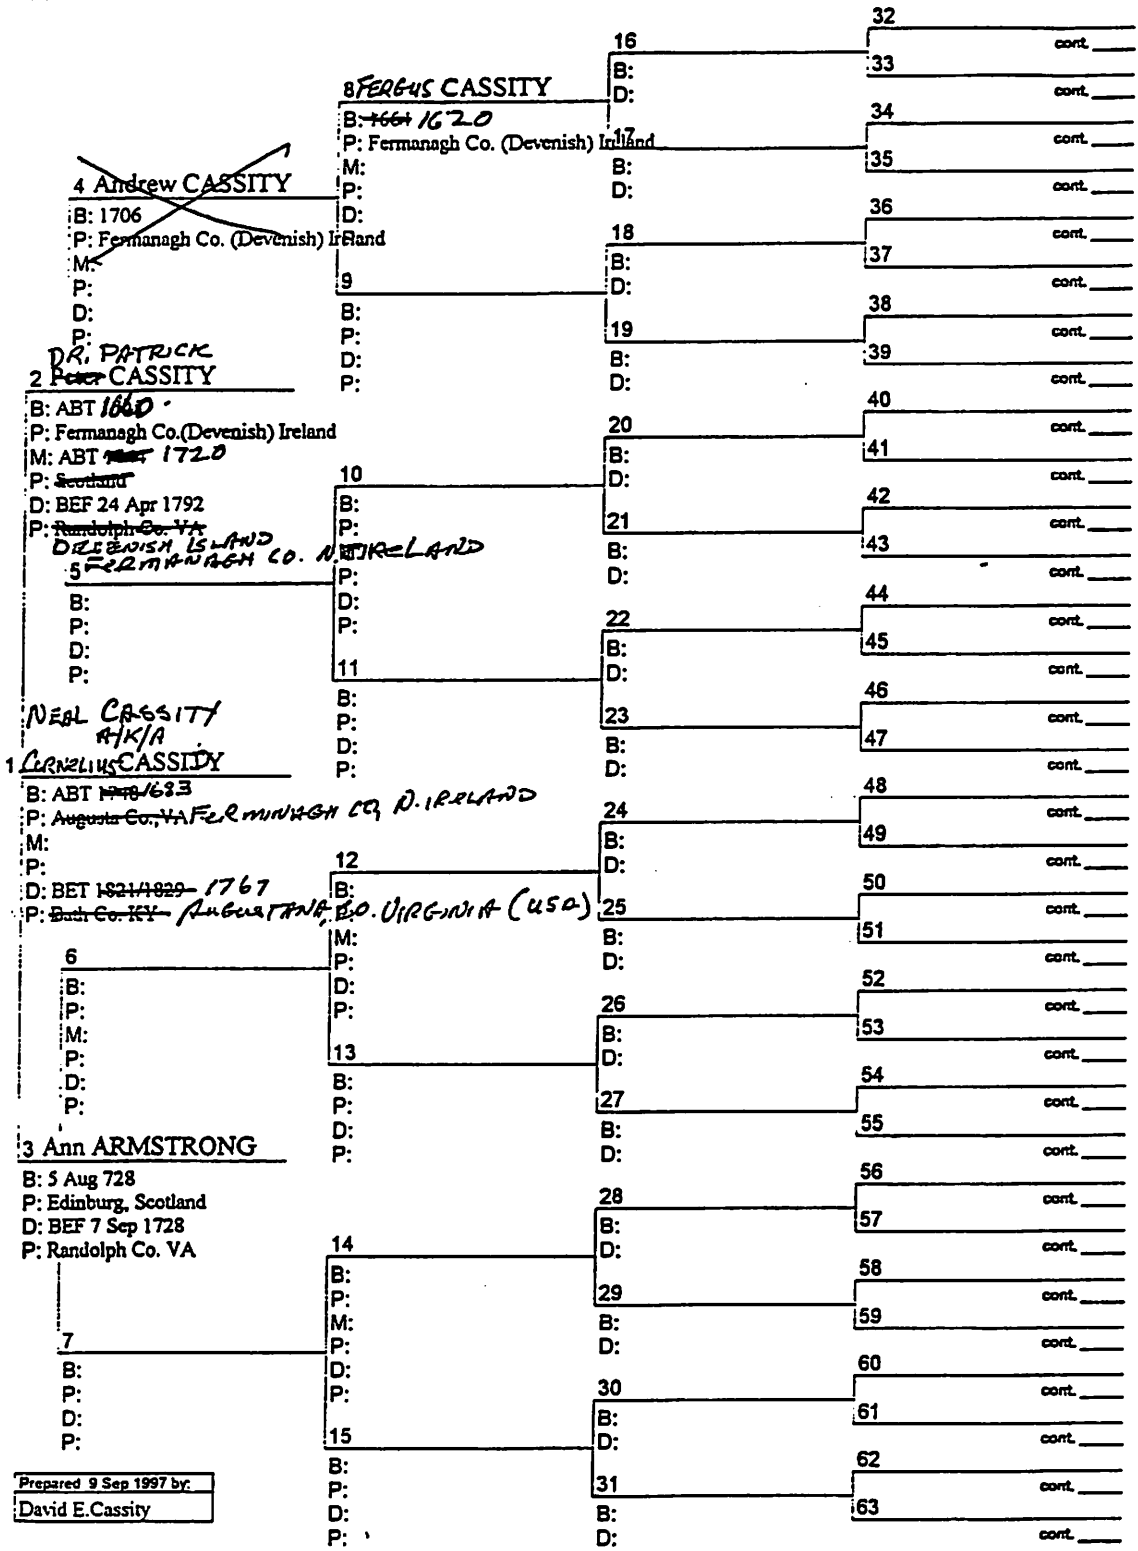 NEAL CASSITY
A/K/A
1 CORNELIUS CASSIDY
B: ABT 1748 1683
P: Augusta Co., VA FERMINAGH CO, N. IRELAND
M:
P:
D: BET 1821/1829 1767
P: Bath Co. KY AUGUSTANA CO. VIRGINIA (USA)
DR. PATRICK
2 Peter CASSITY
B: ABT 1660
P: Fermanagh Co.(Devenish) Ireland
M: ABT 1720
P: Scotland
D: BEF 24 Apr 1792
P: Randolph Co. VA
DEEENISH ISLAND
FERMANAGH CO. N. IRELAND
3 Ann ARMSTRONG
B: 5 Aug 728
P: Edinburg, Scotland
D: BEF 7 Sep 1728
P: Randolph Co. VA
4 Andrew CASSITY
B: 1706
P: Fermanagh Co. (Devenish) Ireland
M:
P:
D:
P:
5
B:
P:
D:
P:
6
B:
P:
M:
P:
D:
P:
7
B:
P:
D:
P:
8 FERGUS CASSITY
B: 1661 1620
P: Fermanagh Co. (Devenish) Ireland
M:
P:
D:
P:
9
B:
P:
D:
P:
10
B:
P:
M:
P:
D:
P:
11
B:
P:
D:
P:
12
B:
P:
M:
P:
D:
P:
13
B:
P:
D:
P:
14
B:
P:
M:
P:
D:
P:
15
B:
P:
D:
P:
16
B:
D:
17
B:
D:
18
B:
D:
19
B:
D:
20
B:
D:
21
B:
D:
22
B:
D:
23
B:
D:
24
B:
D:
25
B:
D:
26
B:
D:
27
B:
D:
28
B:
D:
29
B:
D:
30
B:
D:
31
B:
D:
32
cont.
33
cont.
34
cont.
35
cont.
36
cont.
37
cont.
38
cont.
39
cont.
40
cont.
41
cont.
42
cont.
43
cont.
44
cont.
45
cont.
46
cont.
47
cont.
48
cont.
49
cont.
50
cont.
51
cont.
52
cont.
53
cont.
54
cont.
55
cont.
56
cont.
57
cont.
58
cont.
59
cont.
60
cont.
61
cont.
62
cont.
63
cont.
Prepared 9 Sep 1997 by:
David E.Cassity